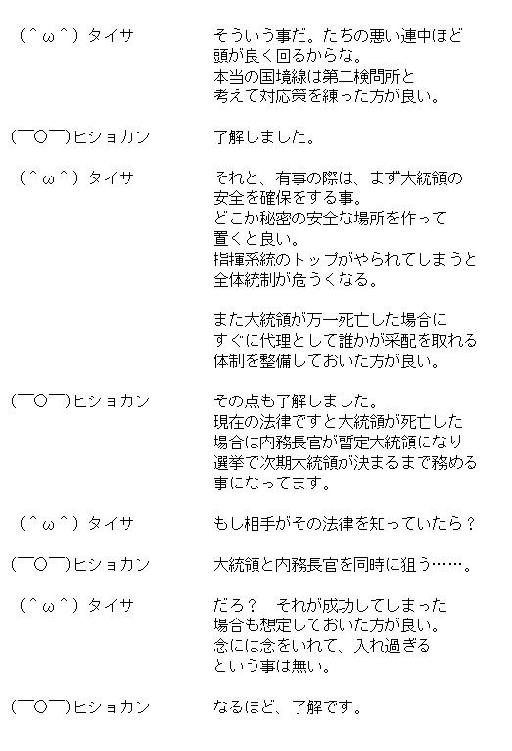 （＾ω＾）タイサ　そういう事だ。たちの悪い連中ほど
頭が良く回るからな。
本当の国境線は第二検問所と
考えて対応策を練った方が良い。
(￣○￣)ヒショカン　了解しました。
（＾ω＾）タイサ　それと、有事の際は、まず大統領の
安全を確保をする事。
どこか秘密の安全な場所を作って
置くと良い。
指揮系統のトップがやられてしまうと
全体統制が危うくなる。
また大統領が万一死亡した場合に
すぐに代理として誰かが采配を取れる
体制を整備しておいた方が良い。
(￣○￣)ヒショカン　その点も了解しました。
現在の法律ですと大統領が死亡した
場合は内務長官が暫定大統領になり
選挙で次期大統領が決まるまで務める
事になってます。
（＾ω＾）タイサ　もし相手がその法律を知っていたら？
(￣○￣)ヒショカン　大統領と内務長官を同時に狙う……。
（＾ω＾）タイサ　だろ？　それが成功してしまった
場合も想定しておいた方が良い。
念には念をいれて、入れ過ぎる
という事は無い。
(￣○￣)ヒショカン　なるほど、了解です。